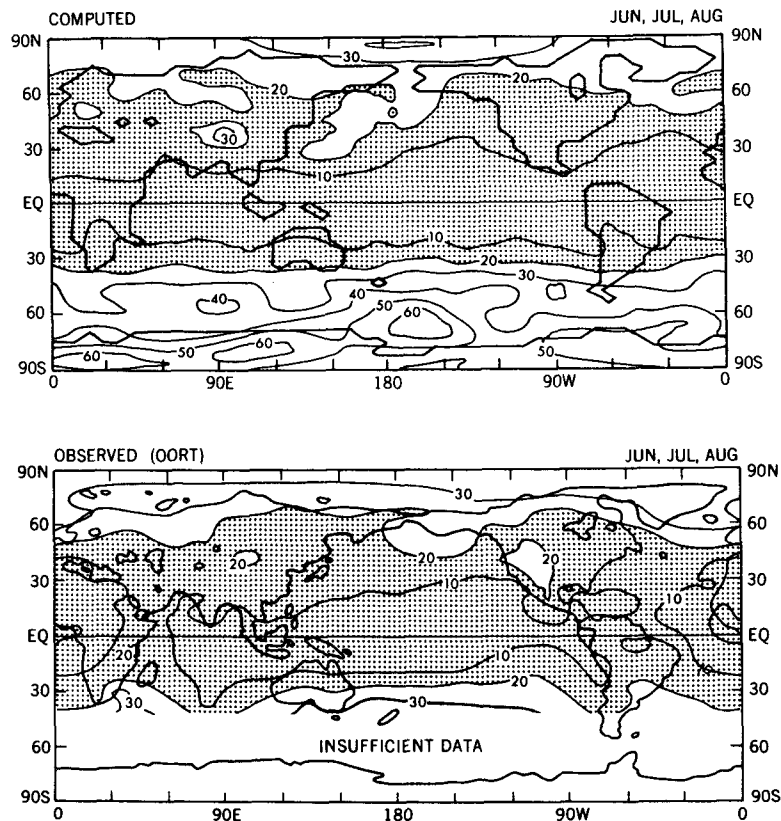 COMPUTED JUN, JUL, AUG
90N 30 90N
20 20
60 60
30
30 30
10
EQ EQ
10
30 20 30
30
40 40
60 50 60 60
60 50 50
90S 90S
0 90E 180 90W 0
OBSERVED (OORT) JUN, JUL, AUG
90N 90N
30
60 60
20 20 20
30 10 30
10
EQ EQ
20 10 10
30 20 30
30 30
60 INSUFFICIENT DATA 60
90S 90S
0 90E 180 90W 0